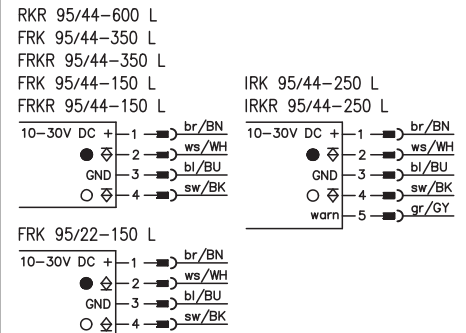 RKR 95/44-600 L
FRK 95/44-350 L
FRKR 95/44-350 L
FRK 95/44-150 L
FRKR 95/44-150 L
10-30V DC + 1 br/BN
2 ws/WH
GND 3 bl/BU
4 sw/BK
IRK 95/44-250 L
IRKR 95/44-250 L
10-30V DC + 1 br/BN
2 ws/WH
GND 3 bl/BU
4 sw/BK
warn 5 gr/GY
FRK 95/22-150 L
10-30V DC + 1 br/BN
2 ws/WH
GND 3 bl/BU
4 sw/BK